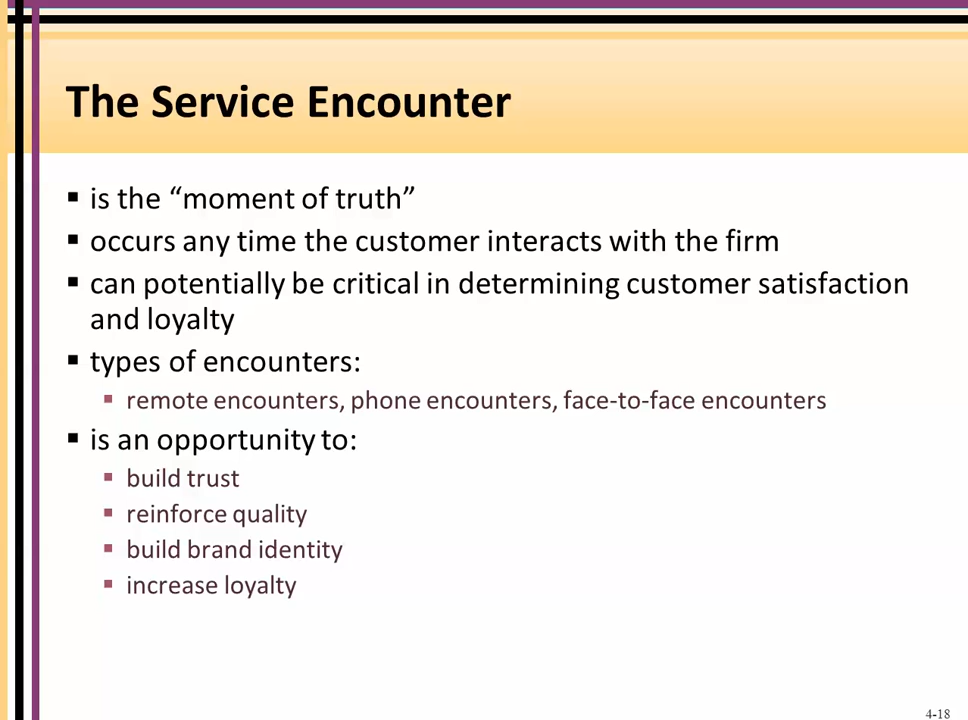 The Service Encounter
▪ is the “moment of truth”
▪ occurs any time the customer interacts with the firm
▪ can potentially be critical in determining customer satisfaction
and loyalty
▪ types of encounters:
▪ remote encounters, phone encounters, face-to-face encounters
▪ is an opportunity to:
▪ build trust
▪ reinforce quality
▪ build brand identity
▪ increase loyalty
4-18